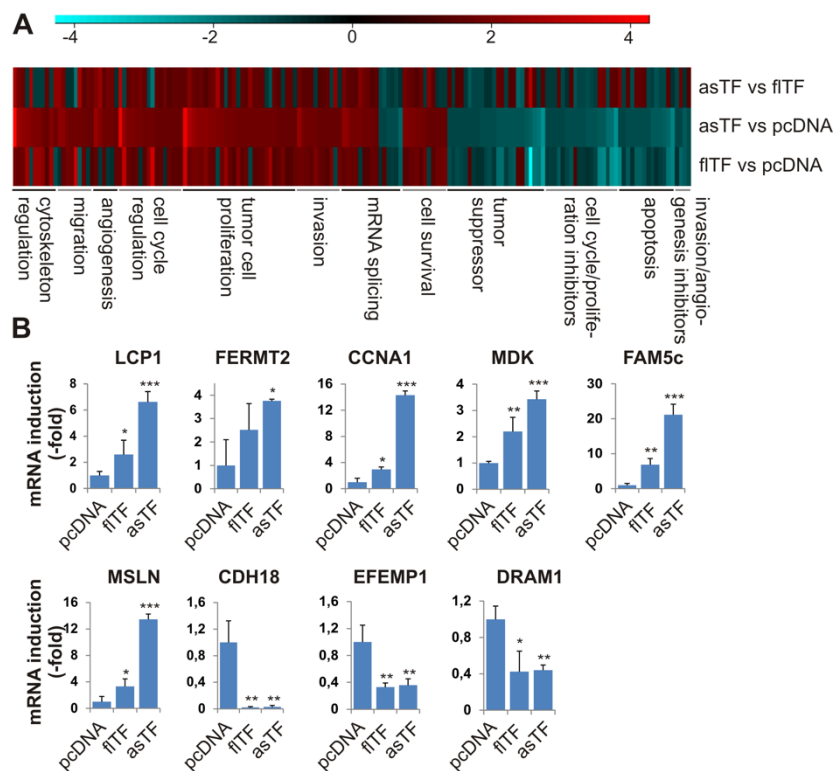 A
-4 -2 0 2 4
asTF vs flTF
asTF vs pcDNA
flTF vs pcDNA
cytoskeleton
regulation
migration
angiogenesis
cell cycle
regulation
tumor cell
proliferation
invasion
mRNA splicing
cell survival
tumor
suppressor
cell cycle/prolife-
ration inhibitors
apoptosis
invasion/angio-
genesis inhibitors
B
LCP1
mRNA induction
(-fold)
8
6
4
2
0
*
***
pcDNA
flTF
asTF
FERMT2
4
3
2
1
0
*
pcDNA
flTF
asTF
CCNA1
16
12
8
4
0
*
***
pcDNA
flTF
asTF
MDK
4
3
2
1
0
**
***
pcDNA
flTF
asTF
FAM5c
30
20
10
0
**
***
pcDNA
flTF
asTF
MSLN
mRNA induction
(-fold)
16
12
8
4
0
*
***
pcDNA
flTF
asTF
CDH18
1,6
1,2
0,8
0,4
0
**
**
pcDNA
flTF
asTF
EFEMP1
1,6
1,2
0,8
0,4
0
**
**
pcDNA
flTF
asTF
DRAM1
1,2
0,8
0,4
0
*
**
pcDNA
flTF
asTF